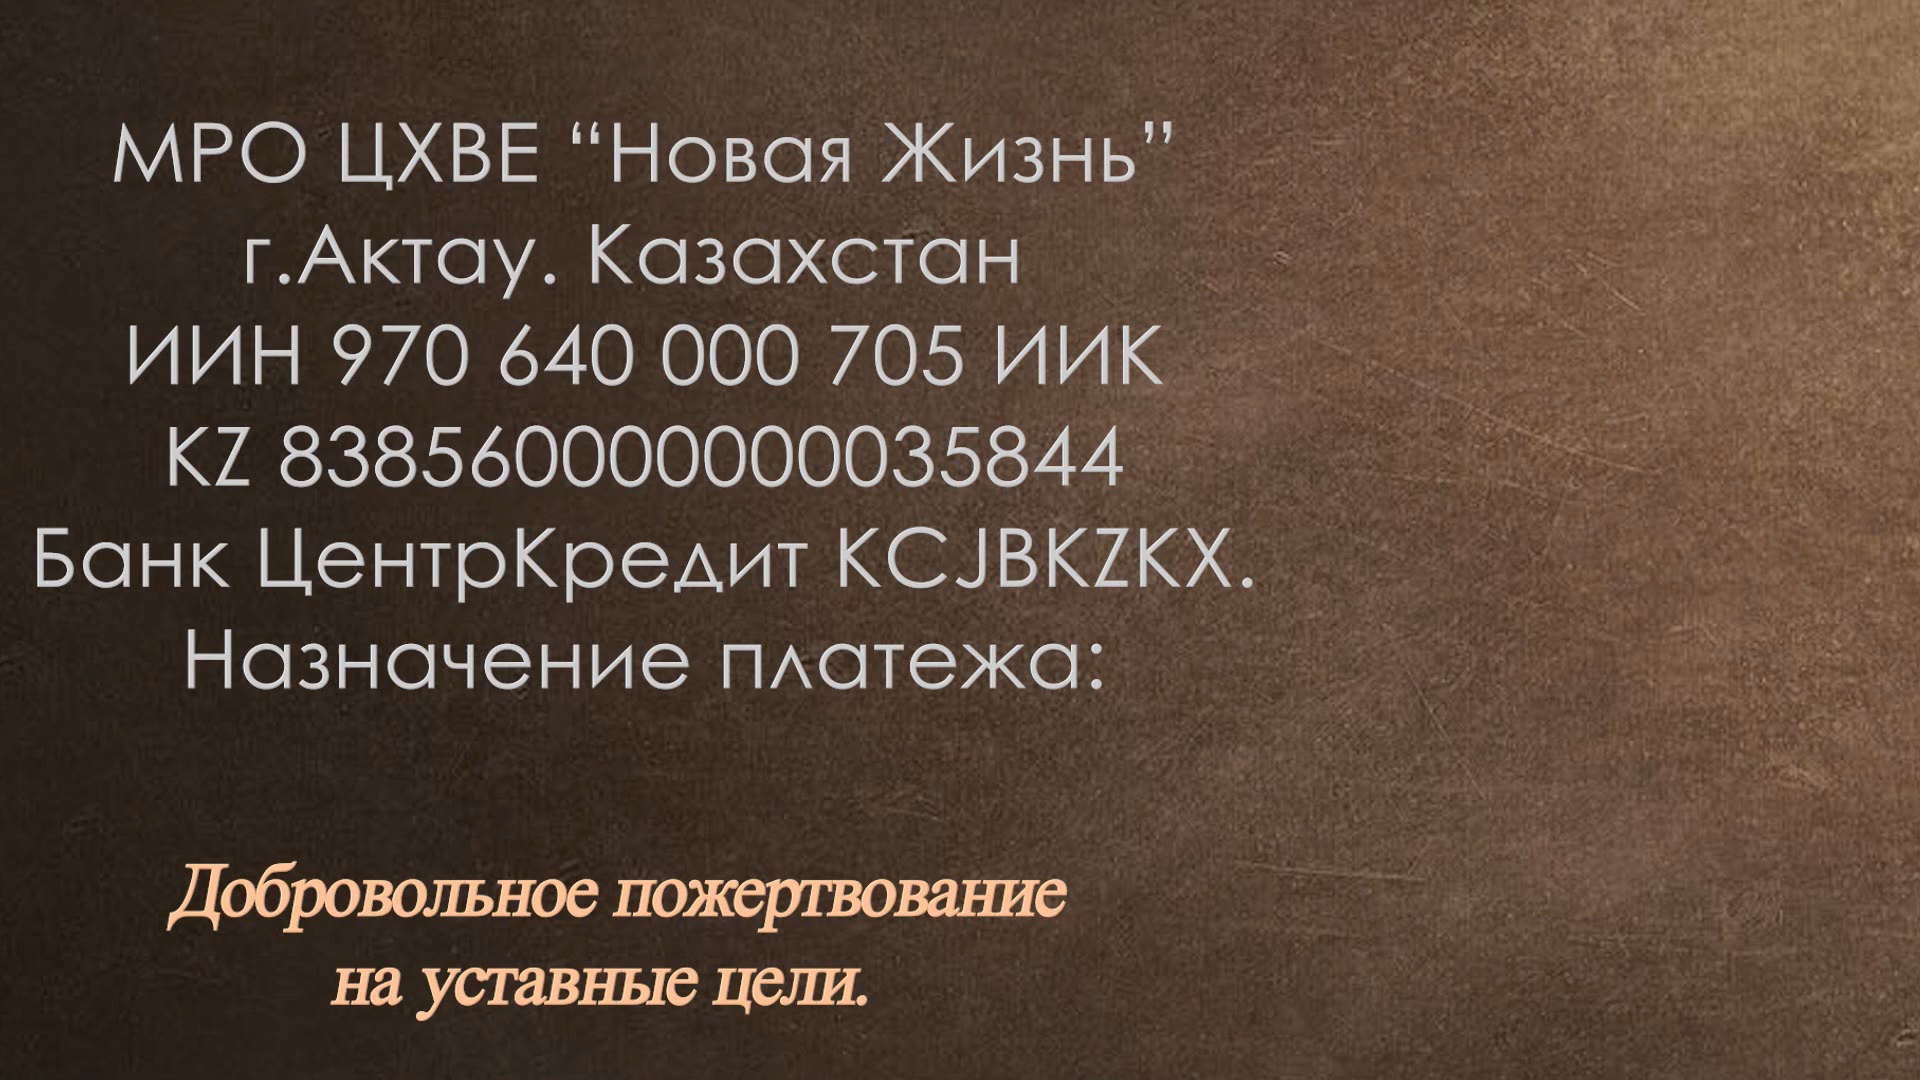 МРО ЦХВЕ “Новая Жизнь”
г.Актау. Казахстан
ИИН 970 640 000 705 ИИК
KZ 838560000000035844
Банк ЦентрКредит KCJBKZKX.
Назначение платежа:
Добровольное пожертвование
на уставные цели.